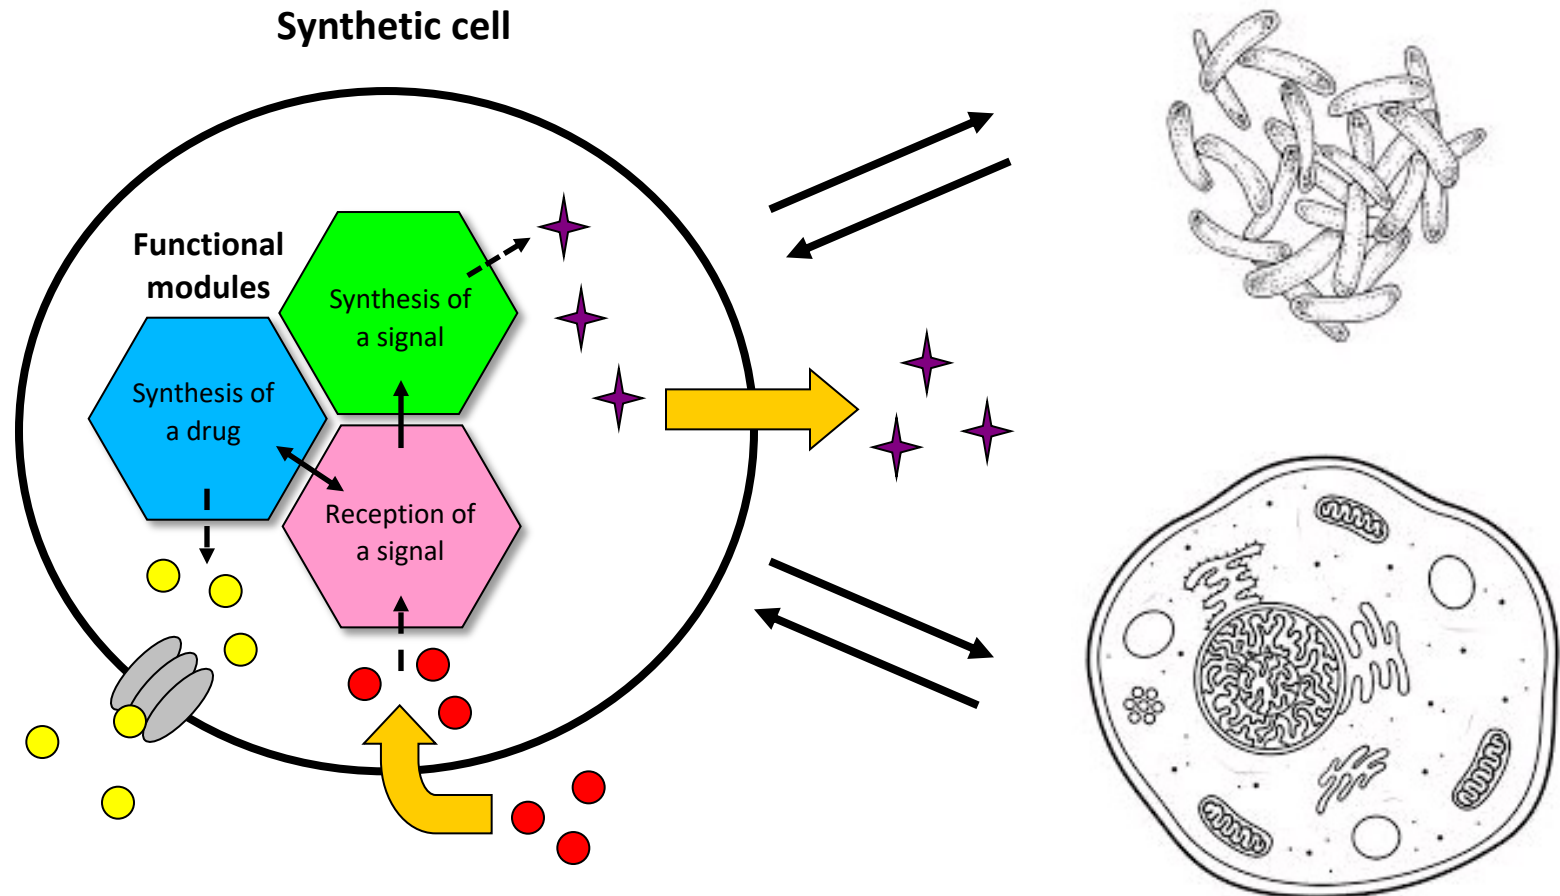 Synthetic cell
Functional
modules
Synthesis of
a signal
Synthesis of
a drug
Reception of
a signal